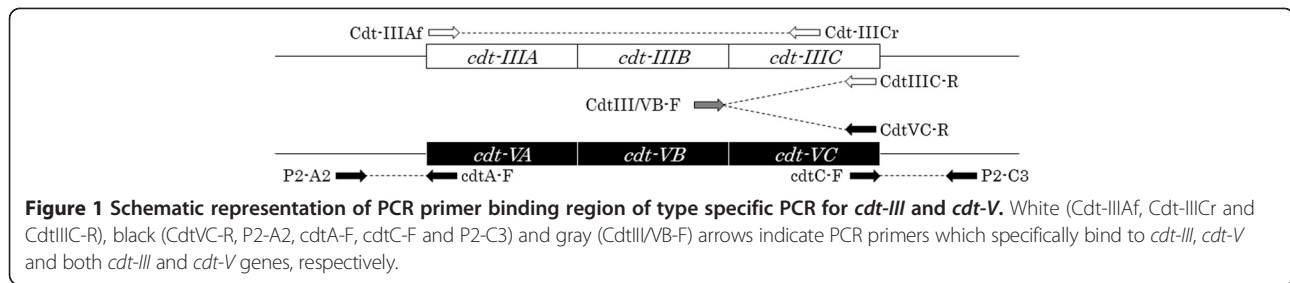 Cdt-IIIAf Cdt-IIICr
cdt-IIIA cdt-IIIB cdt-IIIC
CdtIIIC-R
CdtIII/VB-F
CdtVC-R
cdt-VA cdt-VB cdt-VC
P2-A2 cdtA-F cdtC-F P2-C3
Figure 1 Schematic representation of PCR primer binding region of type specific PCR for cdt-III and cdt-V. White (Cdt-IIIAf, Cdt-IIICr and
CdtIIIC-R), black (CdtVC-R, P2-A2, cdtA-F, cdtC-F and P2-C3) and gray (CdtIII/VB-F) arrows indicate PCR primers which specifically bind to cdt-III, cdt-V
and both cdt-III and cdt-V genes, respectively.